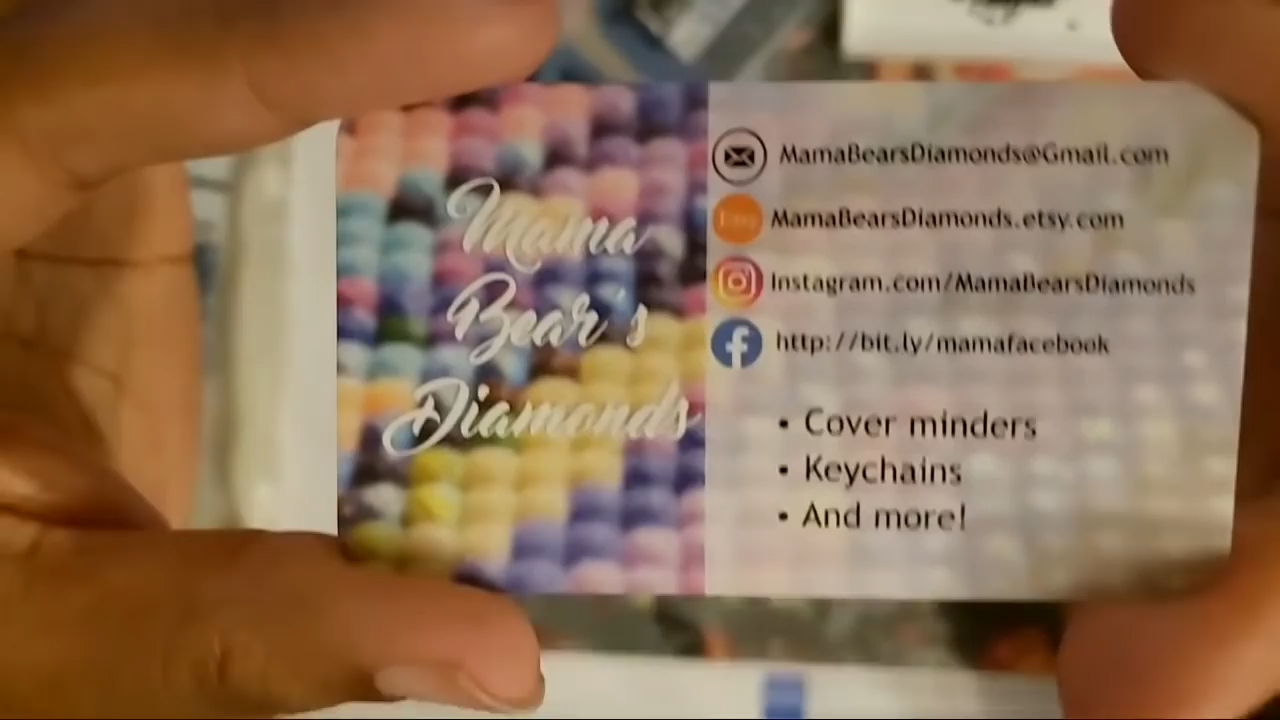 Mama
Bear's
Diamonds
MamaBearsDiamonds@Gmail.com
Etsy
MamaBearsDiamonds.etsy.com
Instagram.com/MamaBearsDiamonds
http://bit.ly/mamafacebook
• Cover minders
• Keychains
• And more!